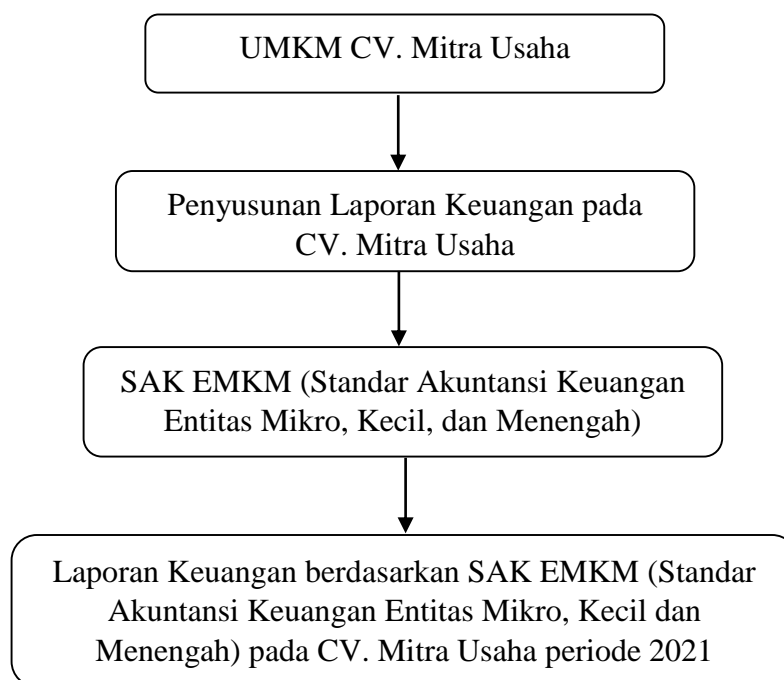 UMKM CV. Mitra Usaha
Penyusunan Laporan Keuangan pada
CV. Mitra Usaha
SAK EMKM (Standar Akuntansi Keuangan
Entitas Mikro, Kecil, dan Menengah)
Laporan Keuangan berdasarkan SAK EMKM (Standar
Akuntansi Keuangan Entitas Mikro, Kecil dan
Menengah) pada CV. Mitra Usaha periode 2021